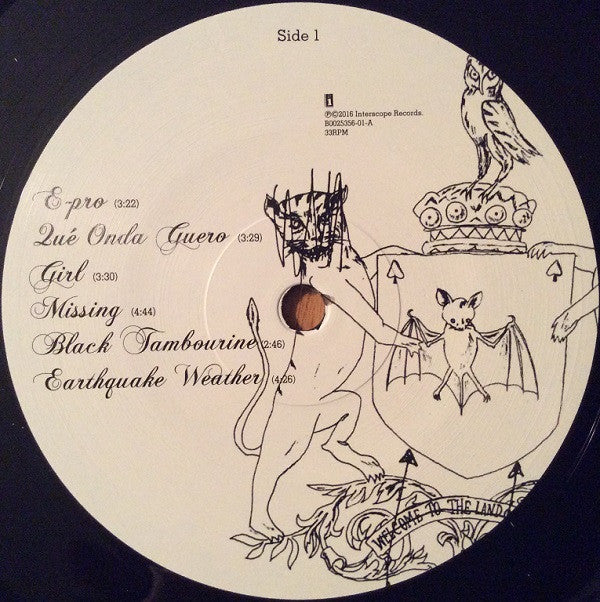 Side 1
i
℗©2016 Interscope Records.
B0025356-01-A
33RPM
E-pro (3:22)
Qué Onda Guero (3:29)
Girl (3:30)
Missing (4:44)
Black Tambourine (2:46)
Earthquake Weather (4:26)
WELCOME TO THE LAND